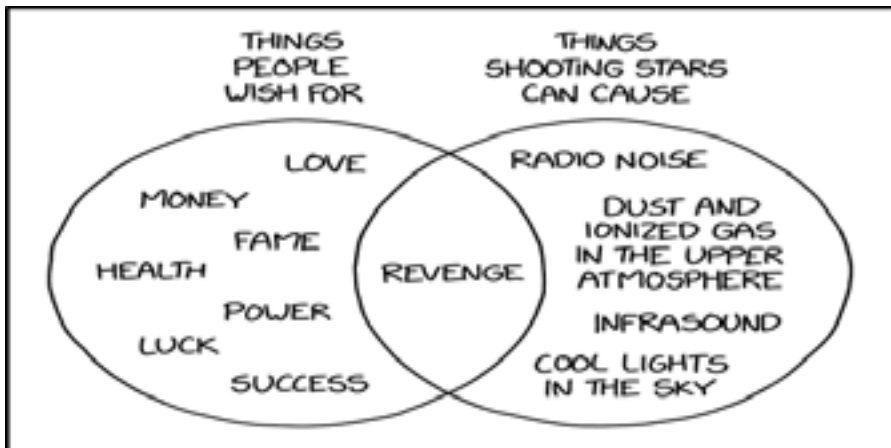 THINGS
PEOPLE
WISH FOR
THINGS
SHOOTING STARS
CAN CAUSE
LOVE
MONEY
FAME
HEALTH
POWER
LUCK
SUCCESS
REVENGE
RADIO NOISE
DUST AND
IONIZED GAS
IN THE UPPER
ATMOSPHERE
INFRASOUND
COOL LIGHTS
IN THE SKY